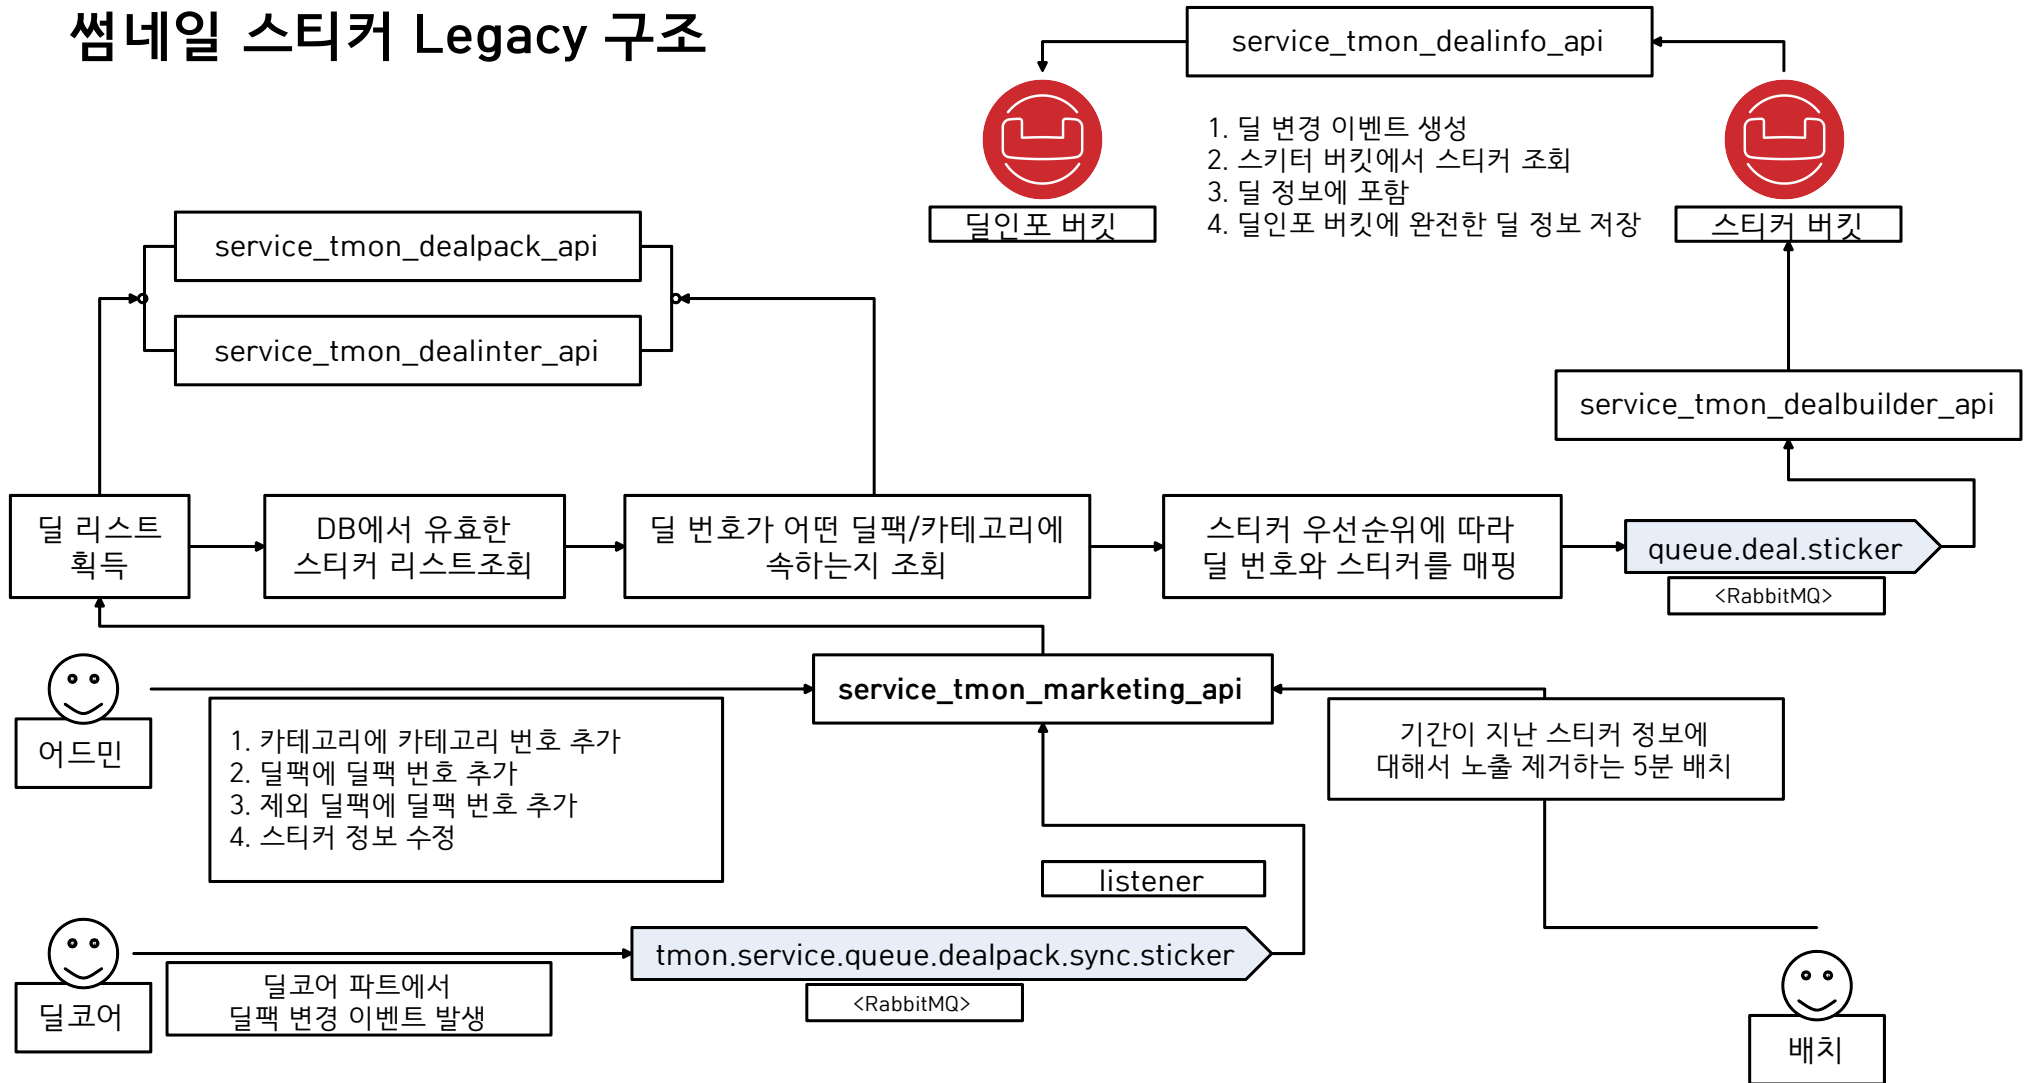 썸네일 스티커 Legacy 구조
service_tmon_dealinfo_api
1. 딜 변경 이벤트 생성
2. 스키터 버킷에서 스티커 조회
3. 딜 정보에 포함
4. 딜인포 버킷에 완전한 딜 정보 저장
딜인포 버킷
스티커 버킷
service_tmon_dealpack_api
service_tmon_dealinter_api
service_tmon_dealbuilder_api
딜 리스트
획득
DB에서 유효한
스티커 리스트조회
딜 번호가 어떤 딜팩/카테고리에
속하는지 조회
스티커 우선순위에 따라
딜 번호와 스티커를 매핑
queue.deal.sticker
<RabbitMQ>
service_tmon_marketing_api
어드민
1. 카테고리에 카테고리 번호 추가
2. 딜팩에 딜팩 번호 추가
3. 제외 딜팩에 딜팩 번호 추가
4. 스티커 정보 수정
기간이 지난 스티커 정보에
대해서 노출 제거하는 5분 배치
listener
tmon.service.queue.dealpack.sync.sticker
<RabbitMQ>
딜코어
딜코어 파트에서
딜팩 변경 이벤트 발생
배치